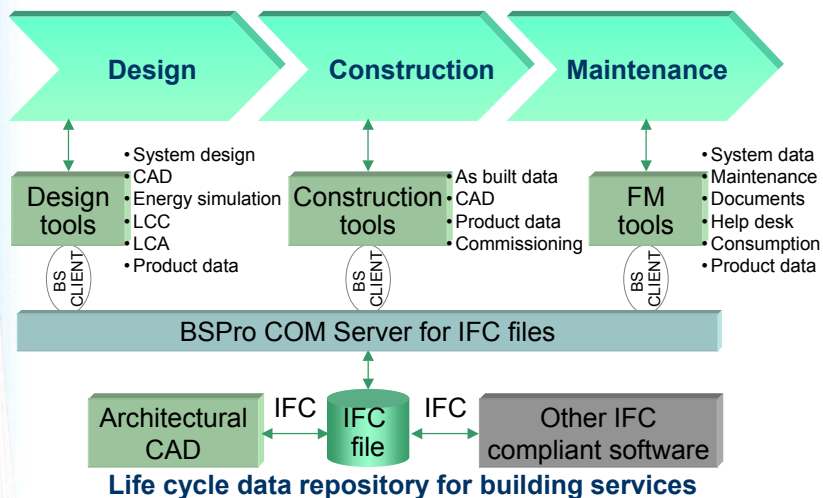 Design
Construction
Maintenance
Design
tools
• System design
• CAD
• Energy simulation
• LCC
• LCA
• Product data
Construction
tools
• As built data
• CAD
• Product data
• Commissioning
FM
tools
• System data
• Maintenance
• Documents
• Help desk
• Consumption
• Product data
BS
CLIENT
BS
CLIENT
BS
CLIENT
BSPro COM Server for IFC files
Architectural
CAD
IFC
IFC
file
IFC
Other IFC
compliant software
Life cycle data repository for building services